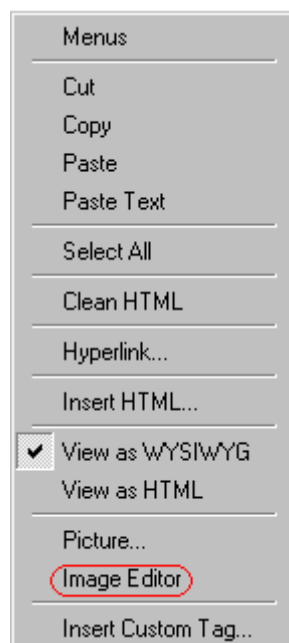 Menus
Cut
Copy
Paste
Paste Text
Select All
Clean HTML
Hyperlink...
Insert HTML...
View as WYSIWYG
View as HTML
Picture...
Image Editor
Insert Custom Tag...